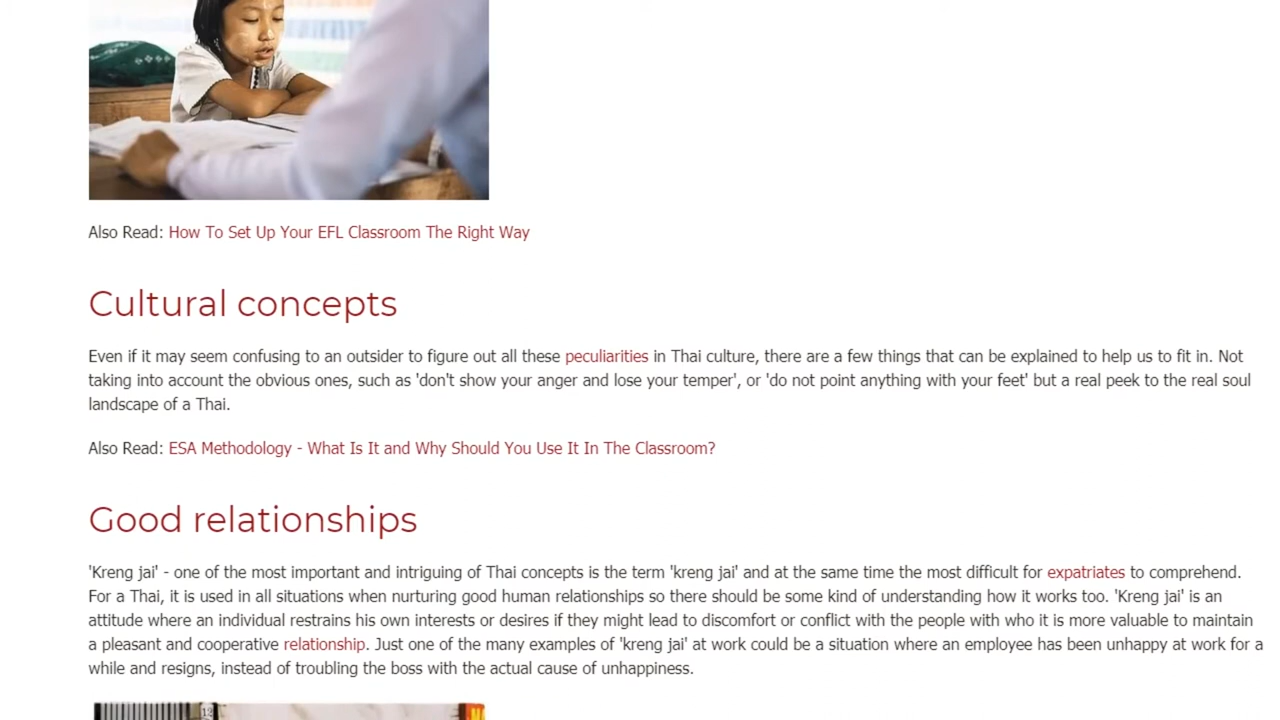 Also Read: How To Set Up Your EFL Classroom The Right Way
Cultural concepts
Even if it may seem confusing to an outsider to figure out all these peculiarities in Thai culture, there are a few things that can be explained to help us to fit in. Not
taking into account the obvious ones, such as 'don't show your anger and lose your temper', or 'do not point anything with your feet' but a real peek to the real soul
landscape of a Thai.
Also Read: ESA Methodology - What Is It and Why Should You Use It In The Classroom?
Good relationships
'Kreng jai' - one of the most important and intriguing of Thai concepts is the term 'kreng jai' and at the same time the most difficult for expatriates to comprehend.
For a Thai, it is used in all situations when nurturing good human relationships so there should be some kind of understanding how it works too. 'Kreng jai' is an
attitude where an individual restrains his own interests or desires if they might lead to discomfort or conflict with the people with who it is more valuable to maintain
a pleasant and cooperative relationship. Just one of the many examples of 'kreng jai' at work could be a situation where an employee has been unhappy at work for a
while and resigns, instead of troubling the boss with the actual cause of unhappiness.
12